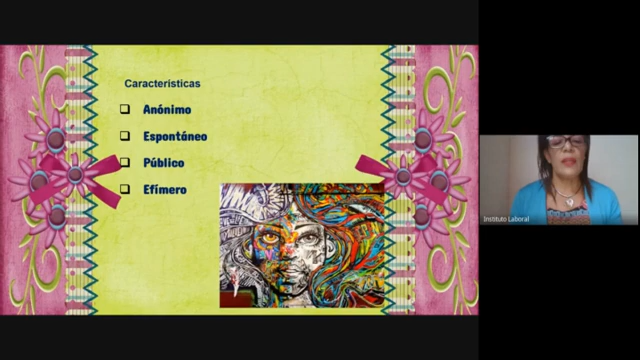 Características
Anónimo
Espontáneo
Público
Efímero
Instituto Laboral